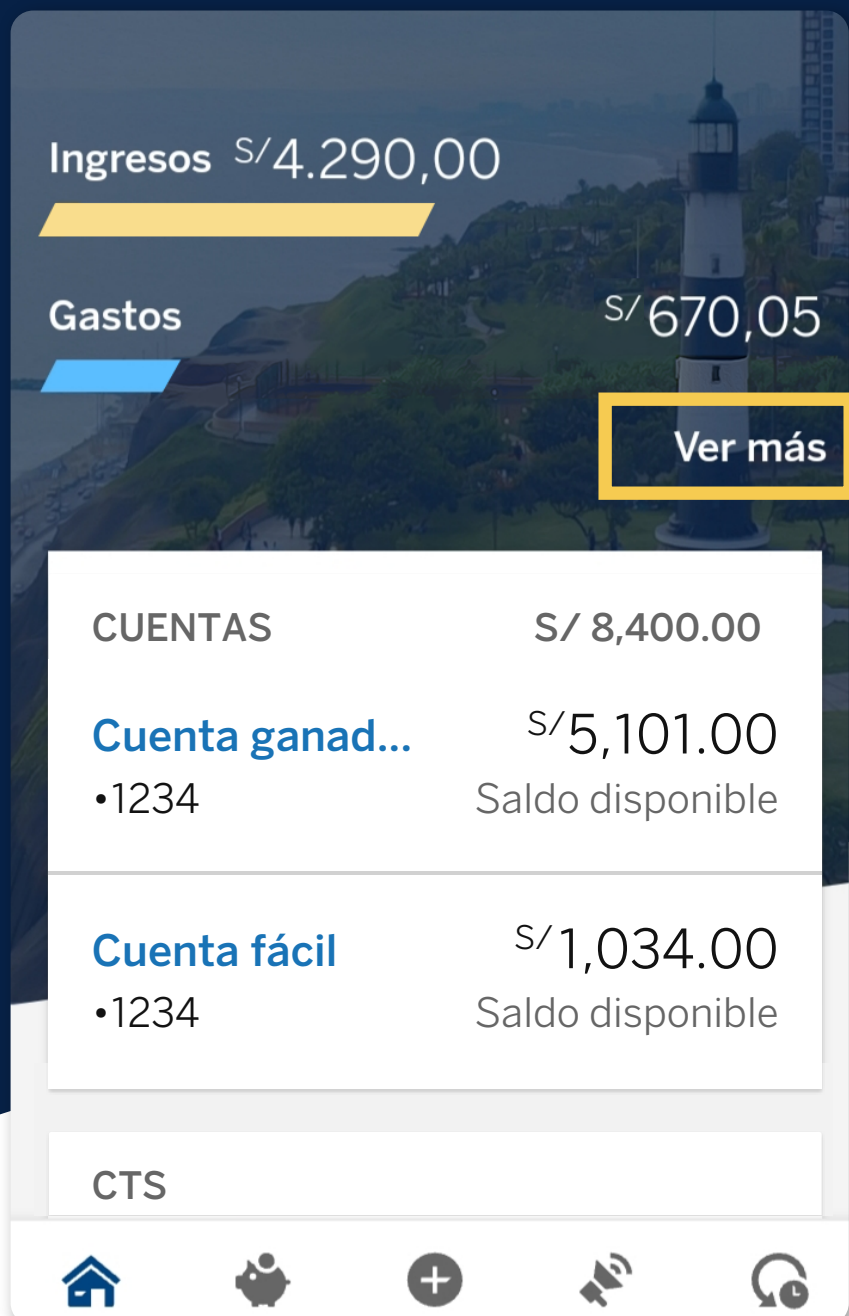 Ingresos S/4.290,00
Gastos S/670,05
Ver más
CUENTAS S/ 8,400.00
Cuenta ganad... S/5,101.00
•1234 Saldo disponible
Cuenta fácil S/1,034.00
•1234 Saldo disponible
CTS